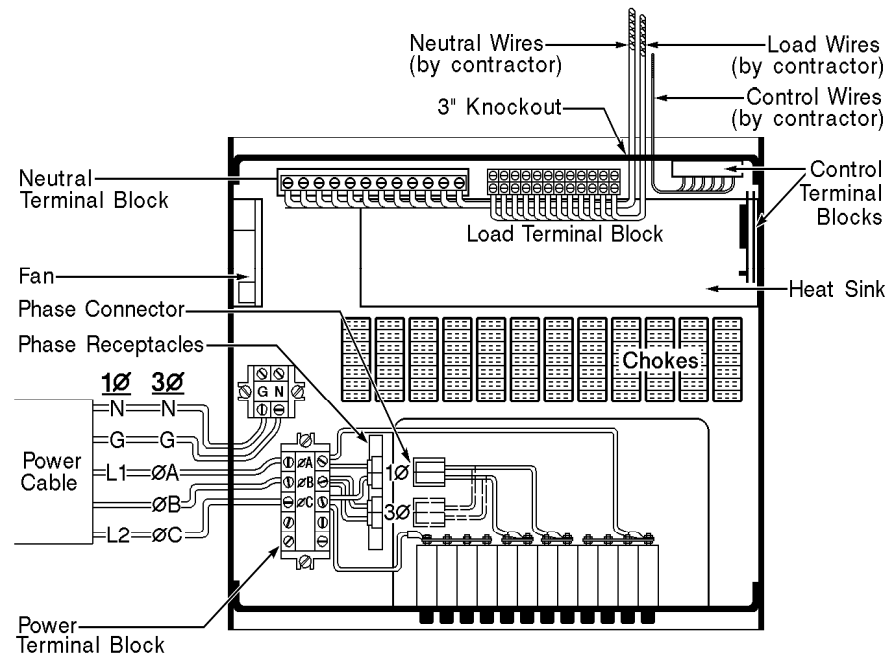 Neutral Wires
(by contractor)
Load Wires
(by contractor)
3" Knockout
Control Wires
(by contractor)
Neutral
Terminal Block
Control
Terminal
Blocks
Load Terminal Block
Fan
Heat Sink
Phase Connector
Phase Receptacles
Chokes
1Ø 3Ø
G N
N N
G G
Power
Cable
L1 ØA
ØB
L2 ØC
ØA
ØB
ØC
1Ø
3Ø
Power
Terminal Block